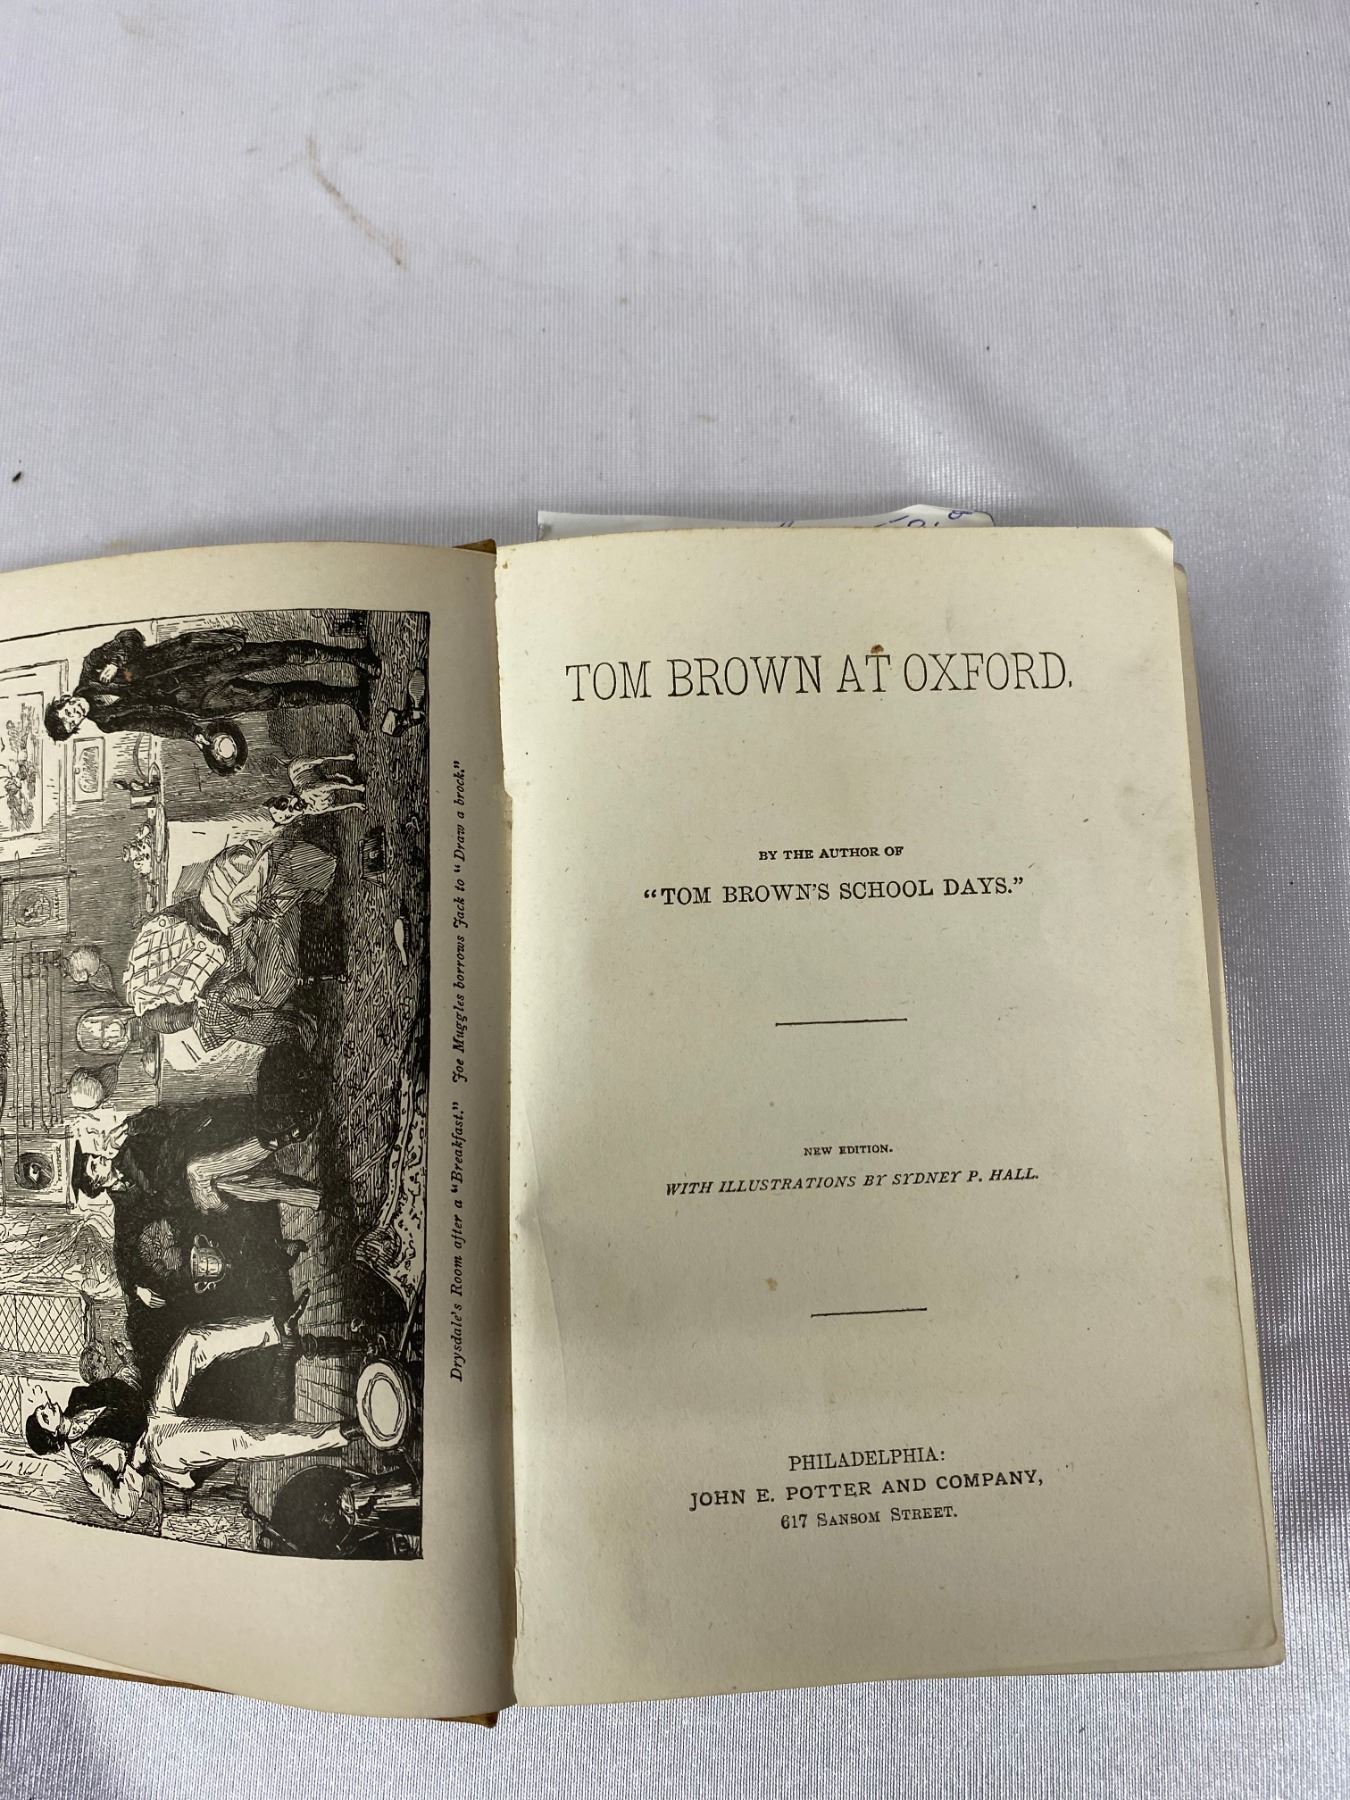 Drysdale's Room after a "Breakfast." Joe Muggles borrows Jack to "Draw a brock."
TOM BROWN AT OXFORD.
BY THE AUTHOR OF
"TOM BROWN'S SCHOOL DAYS."
NEW EDITION.
WITH ILLUSTRATIONS BY SYDNEY P. HALL.
PHILADELPHIA:
JOHN E. POTTER AND COMPANY,
617 SANSOM STREET.